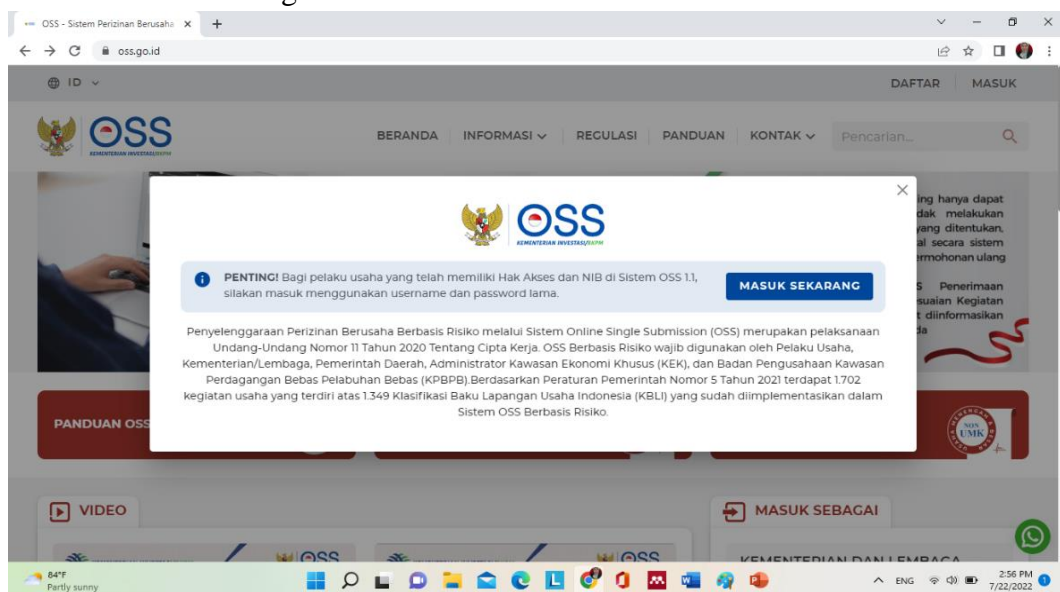 OSS - Sistem Perizinan Berusaha
oss.go.id
ID
DAFTAR MASUK
OSS
KEMENTERIAN INVESTASI/BKPM
BERANDA INFORMASI REGULASI PANDUAN KONTAK Pencarian...
ing hanya dapat
dak melakukan
yang ditentukan,
al secara sistem
ermohonan ulang
S Penerimaan
suaian Kegiatan
t diinformasikan
da
OSS
KEMENTERIAN INVESTASI/BKPM
PENTING! Bagi pelaku usaha yang telah memiliki Hak Akses dan NIB di Sistem OSS 1.1,
silakan masuk menggunakan username dan password lama.
MASUK SEKARANG
Penyelenggaraan Perizinan Berusaha Berbasis Risiko melalui Sistem Online Single Submission (OSS) merupakan pelaksanaan
Undang-Undang Nomor 11 Tahun 2020 Tentang Cipta Kerja. OSS Berbasis Risiko wajib digunakan oleh Pelaku Usaha,
Kementerian/Lembaga, Pemerintah Daerah, Administrator Kawasan Ekonomi Khusus (KEK), dan Badan Pengusahaan Kawasan
Perdagangan Bebas Pelabuhan Bebas (KPBPB).Berdasarkan Peraturan Pemerintah Nomor 5 Tahun 2021 terdapat 1.702
kegiatan usaha yang terdiri atas 1.349 Klasifikasi Baku Lapangan Usaha Indonesia (KBLI) yang sudah diimplementasikan dalam
Sistem OSS Berbasis Risiko.
PANDUAN OSS
NON
UMK
VIDEO
MASUK SEBAGAI
OSS
OSS
KEMENTERIAN DAN LEMBAGA
84°F
Partly sunny
ENG
2:56 PM
7/22/2022